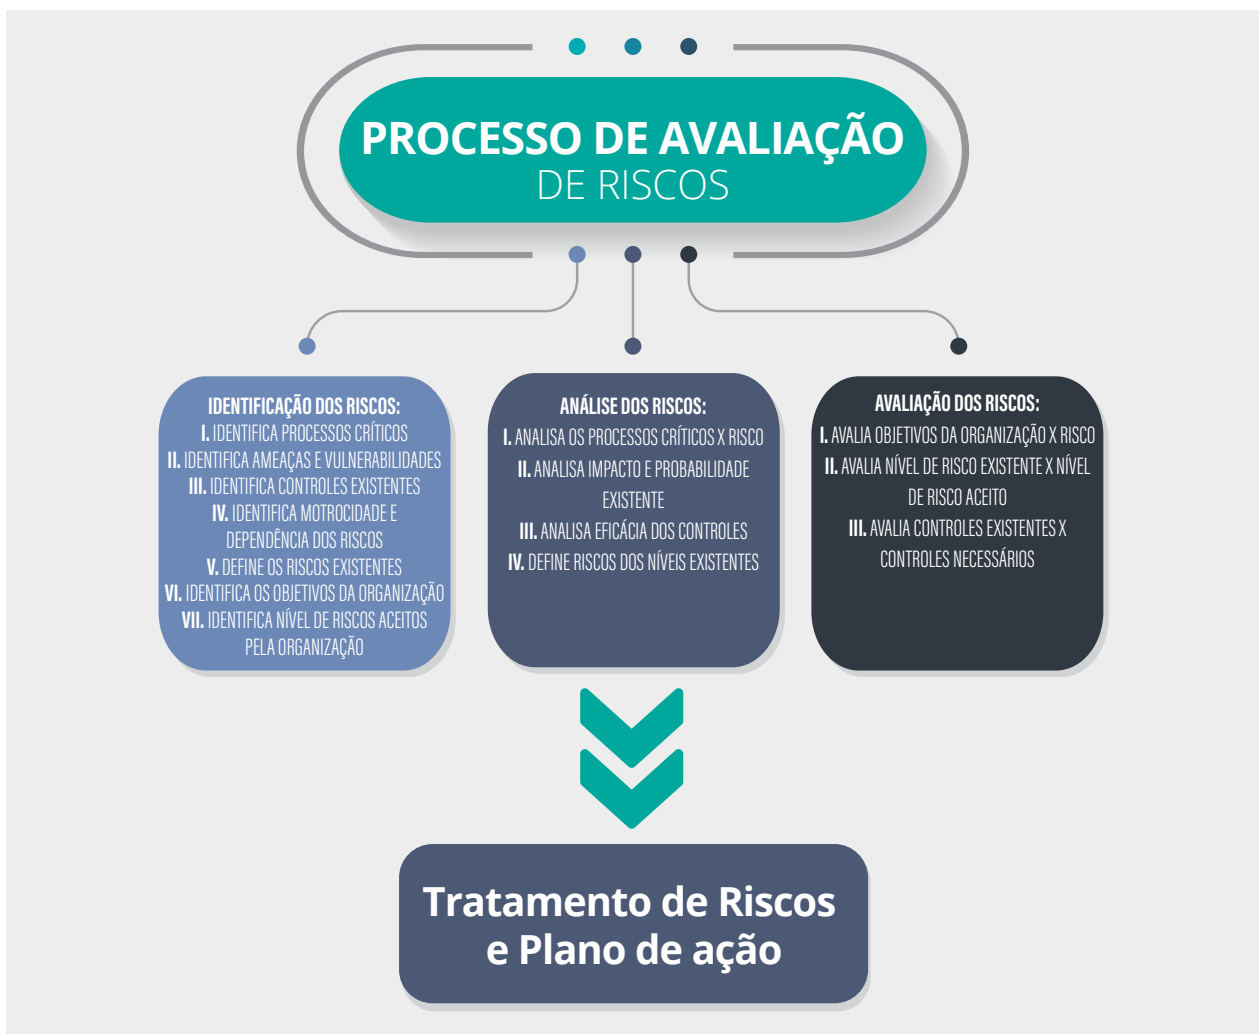 PROCESSO DE AVALIAÇÃO
DE RISCOS
IDENTIFICAÇÃO DOS RISCOS:
I. IDENTIFICA PROCESSOS CRÍTICOS
II. IDENTIFICA AMEAÇAS E VULNERABILIDADES
III. IDENTIFICA CONTROLES EXISTENTES
IV. IDENTIFICA MOTROCIDADE E
DEPENDÊNCIA DOS RISCOS
V. DEFINE OS RISCOS EXISTENTES
VI. IDENTIFICA OS OBJETIVOS DA ORGANIZAÇÃO
VII. IDENTIFICA NÍVEL DE RISCOS ACEITOS
PELA ORGANIZAÇÃO
ANÁLISE DOS RISCOS:
I. ANALISA OS PROCESSOS CRÍTICOS X RISCO
II. ANALISA IMPACTO E PROBABILIDADE
EXISTENTE
III. ANALISA EFICÁCIA DOS CONTROLES
IV. DEFINE RISCOS DOS NÍVEIS EXISTENTES
AVALIAÇÃO DOS RISCOS:
I. AVALIA OBJETIVOS DA ORGANIZAÇÃO X RISCO
II. AVALIA NÍVEL DE RISCO EXISTENTE X NÍVEL
DE RISCO ACEITO
III. AVALIA CONTROLES EXISTENTES X
CONTROLES NECESSÁRIOS
Tratamento de Riscos
e Plano de ação